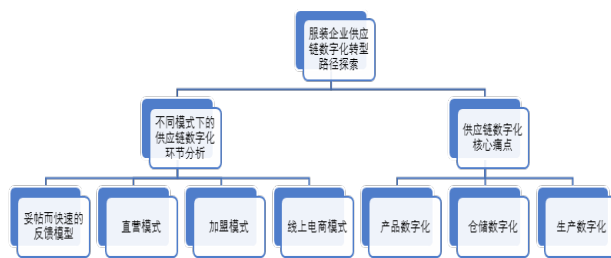 服装企业供应
链数字化转型
路径探索
不同模式下的
供应链数字化
环节分析
供应链数字化
核心痛点
妥帖而快速的
反馈模型
直营模式
加盟模式
线上电商模式
产品数字化
仓储数字化
生产数字化